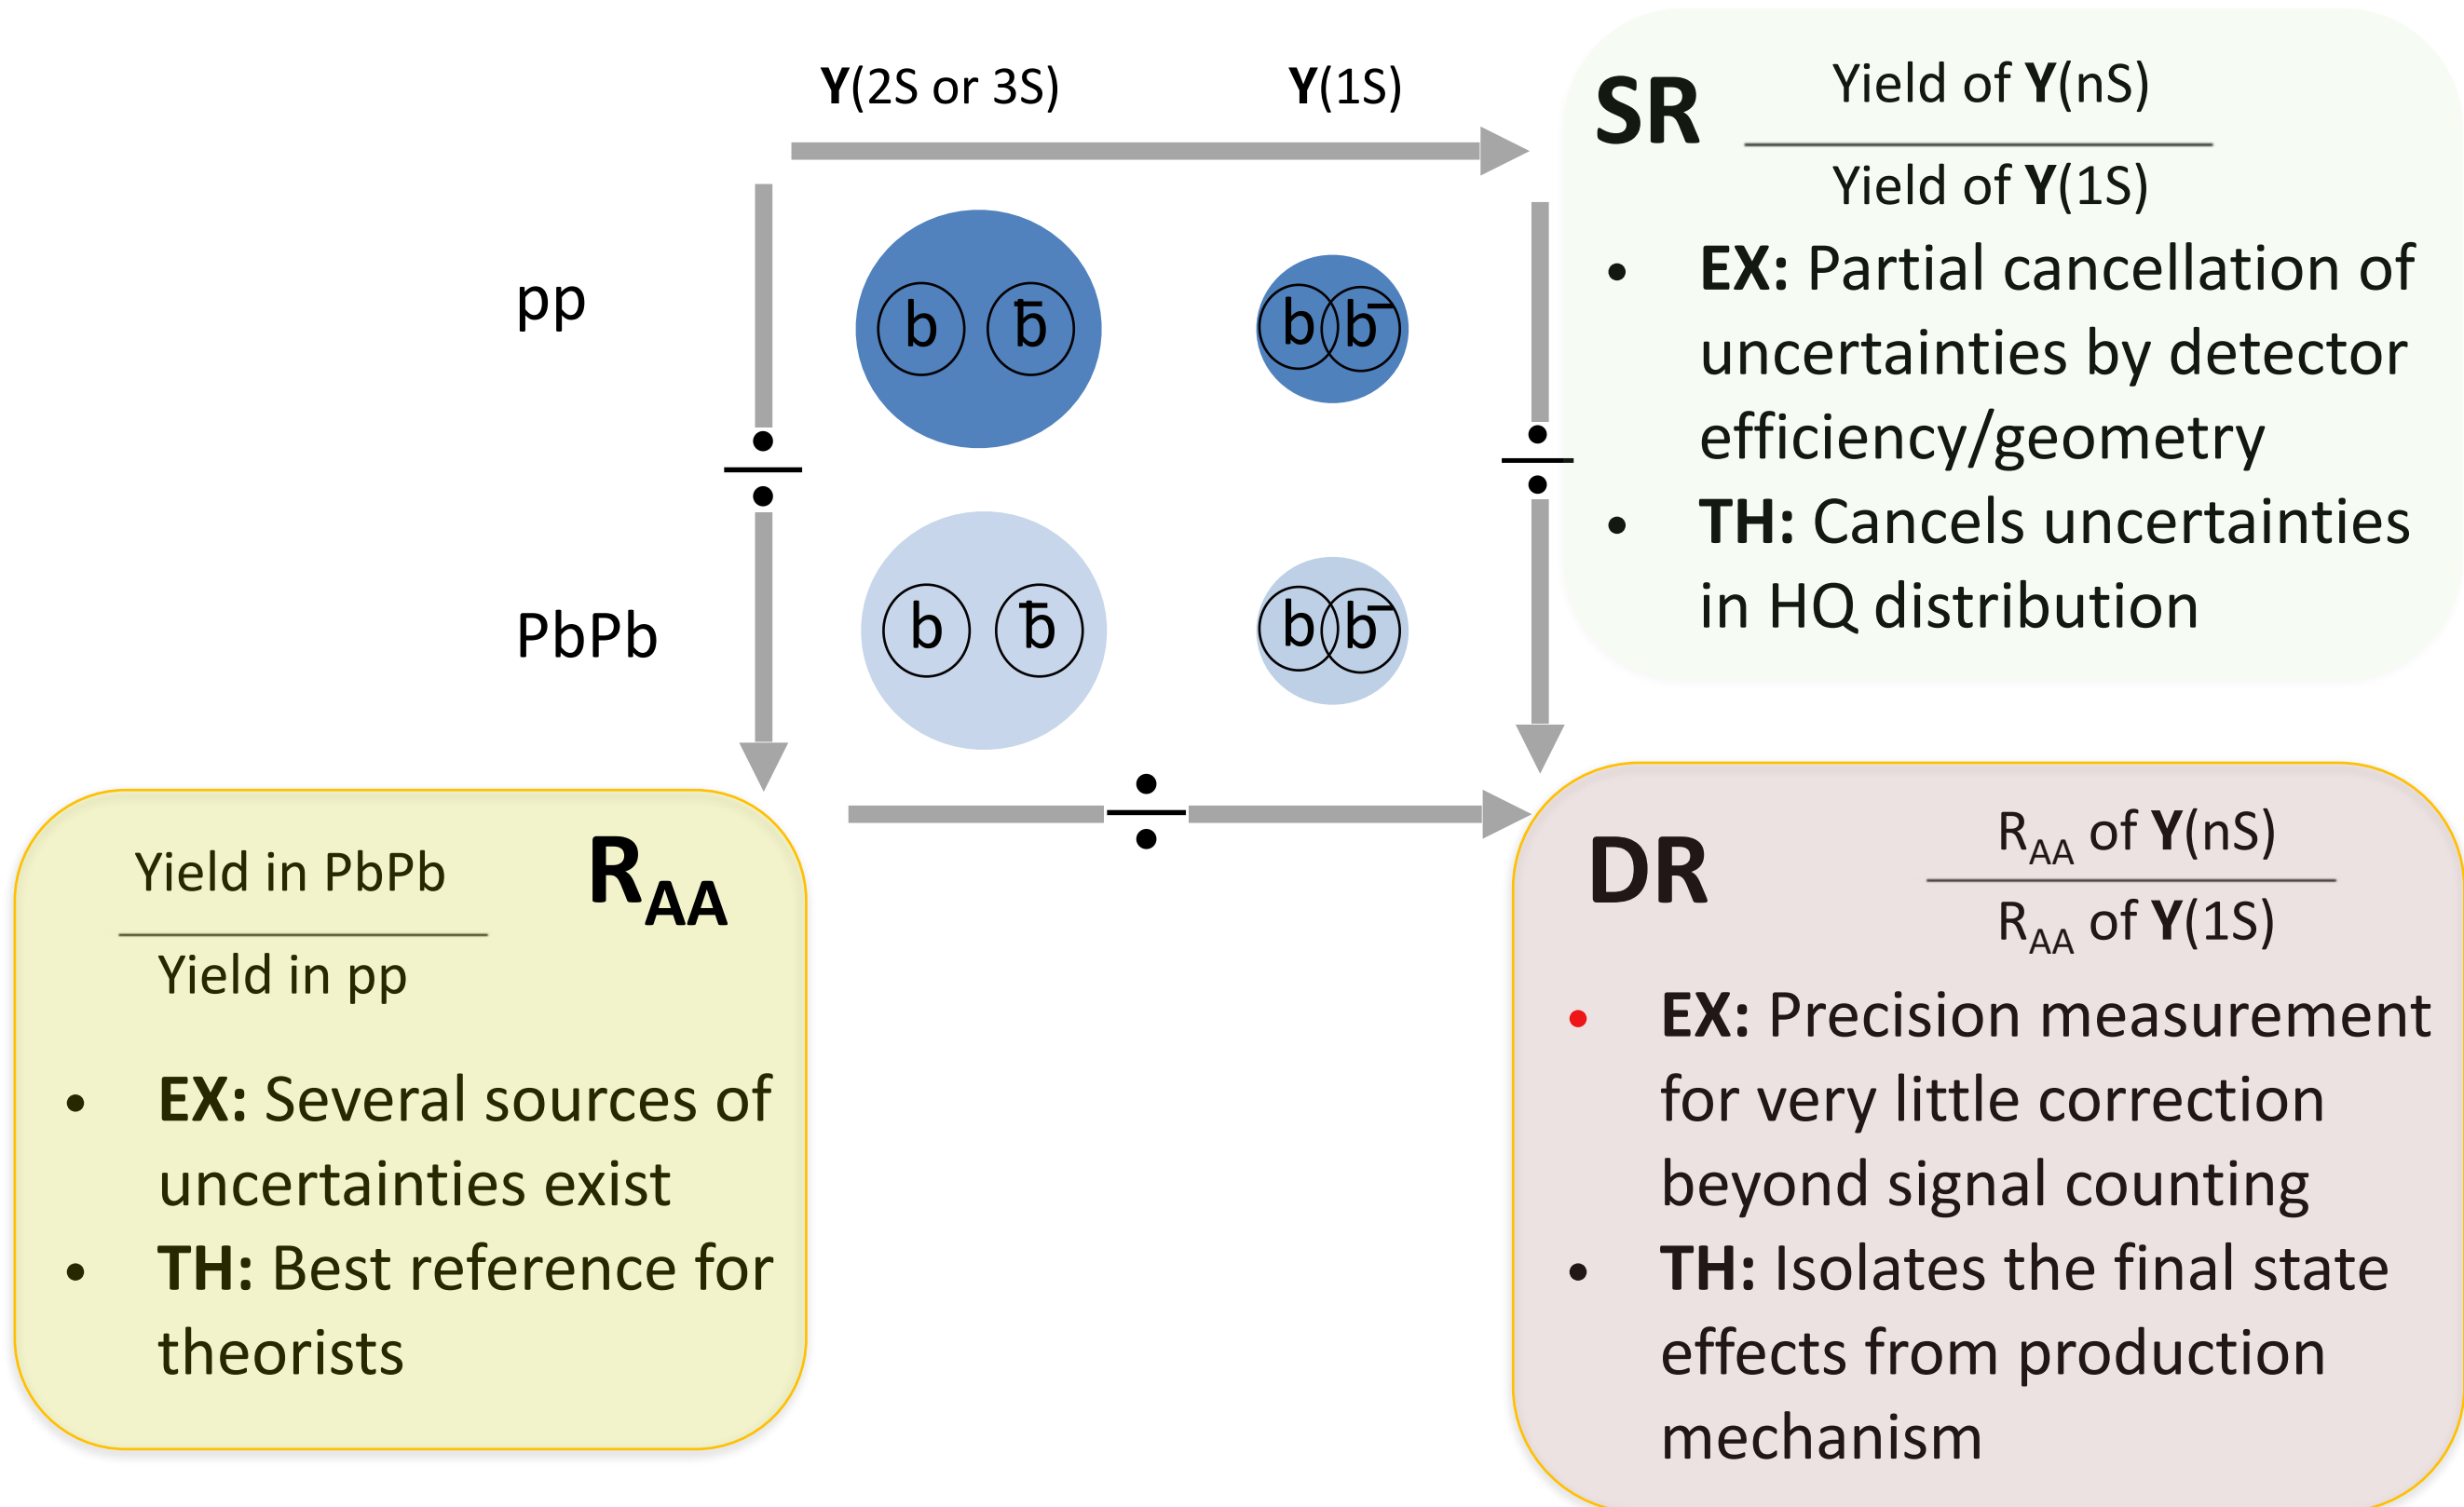 Y(2S or 3S)
Y(1S)
pp
b
b̄
b
b̄
÷
÷
PbPb
b
b̄
b
b̄
÷
SR
Yield of Y(nS)
Yield of Y(1S)
• EX: Partial cancellation of
uncertainties by detector
efficiency/geometry
• TH: Cancels uncertainties
in HQ distribution
Yield in PbPb
Yield in pp
R_AA
• EX: Several sources of
uncertainties exist
• TH: Best reference for
theorists
DR
R_AA of Y(nS)
R_AA of Y(1S)
• EX: Precision measurement
for very little correction
beyond signal counting
• TH: Isolates the final state
effects from production
mechanism